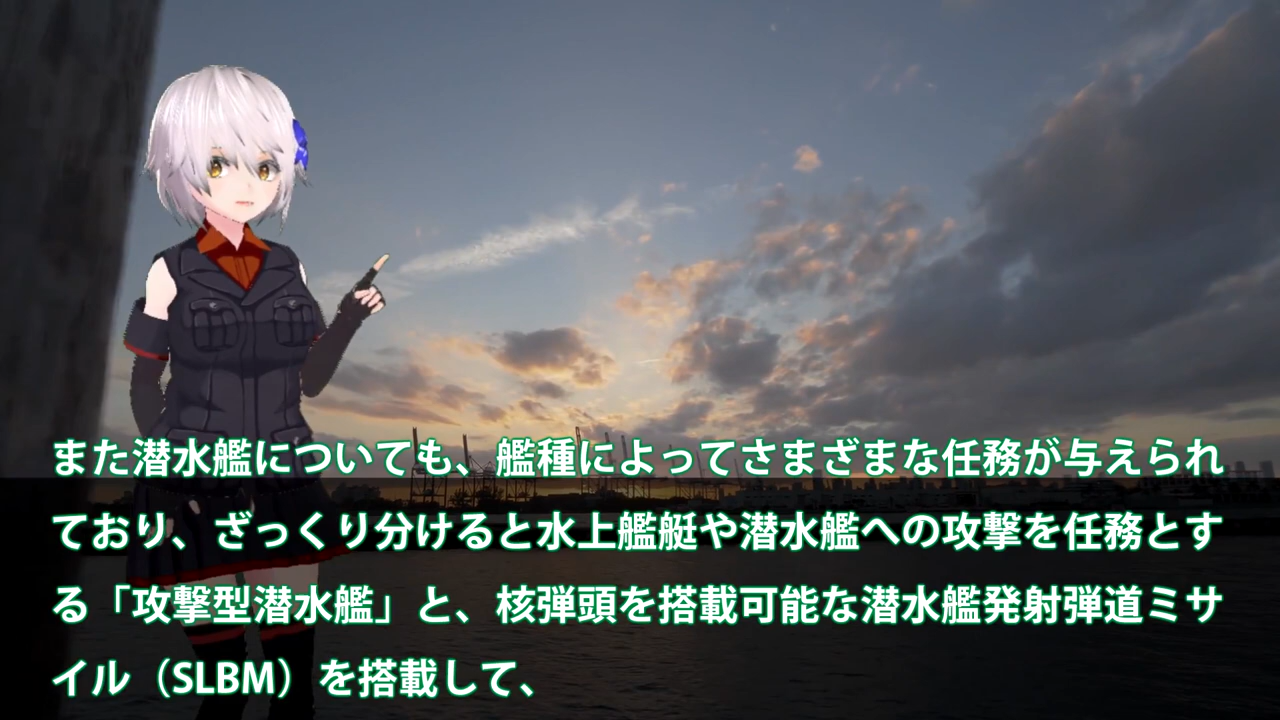 また潜水艦についても、艦種によってさまざまな任務が与えられ
ており、ざっくり分けると水上艦艇や潜水艦への攻撃を任務とす
る「攻撃型潜水艦」と、核弾頭を搭載可能な潜水艦発射弾道ミサ
イル（SLBM）を搭載して、